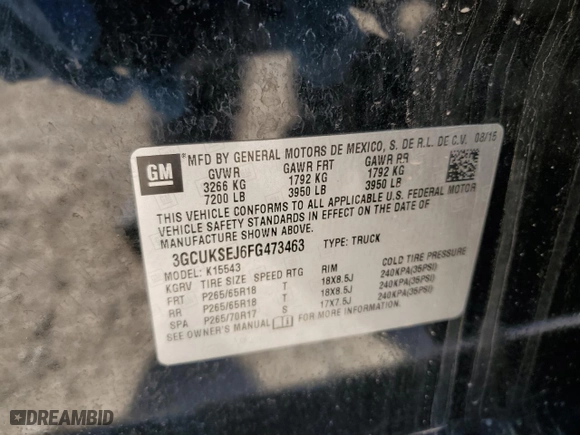 GM
MFD BY GENERAL MOTORS DE MEXICO, S. DE R.L. DE C.V. 08/15
GVWR GAWR FRT GAWR RR
3266 KG 1792 KG 1792 KG
7200 LB 3950 LB 3950 LB
THIS VEHICLE CONFORMS TO ALL APPLICABLE U.S. FEDERAL MOTOR
VEHICLE SAFETY STANDARDS IN EFFECT ON THE DATE OF
MANUFACTURE SHOWN ABOVE.
3GCUKSEJ6FG473463 TYPE: TRUCK
MODEL: K15543
KGRV TIRE SIZE SPEED RTG RIM COLD TIRE PRESSURE
FRT P265/65R18 T 18X8.5J 240KPA(35PSI)
RR P265/65R18 T 18X8.5J 240KPA(35PSI)
SPA P265/70R17 S 17X7.5J 240KPA(35PSI)
SEE OWNER'S MANUAL FOR MORE INFORMATION.
DREAMBID